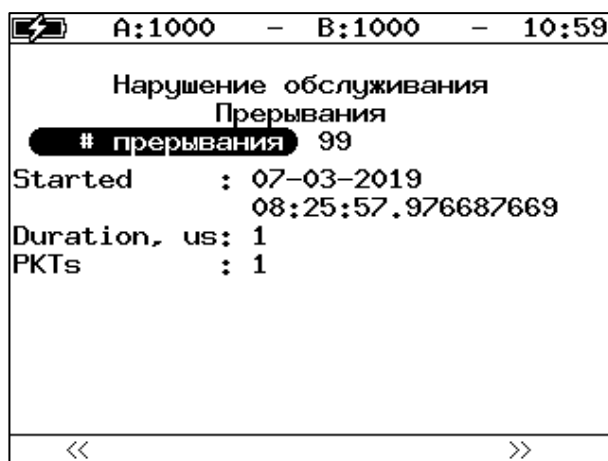 A:1000 – B:1000 – 10:59
Нарушение обслуживания
Прерывания
# прерывания 99
Started : 07-03-2019
08:25:57.976687669
Duration, us: 1
PKTs : 1
<< >>